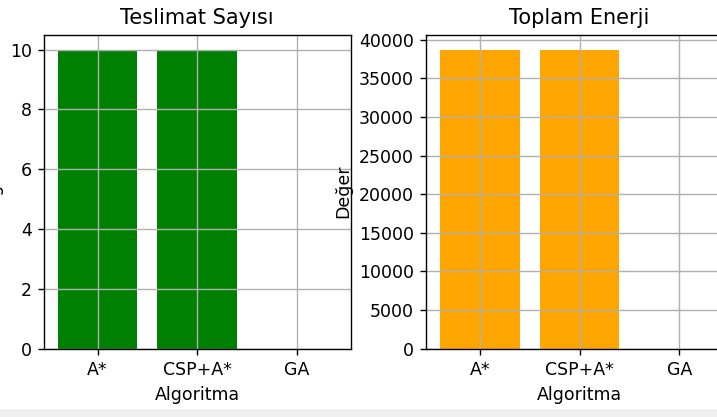 Teslimat Sayısı
10
8
6
4
2
0
A* CSP+A* GA
Algoritma
Toplam Enerji
Değer
40000
35000
30000
25000
20000
15000
10000
5000
0
A* CSP+A* GA
Algoritma